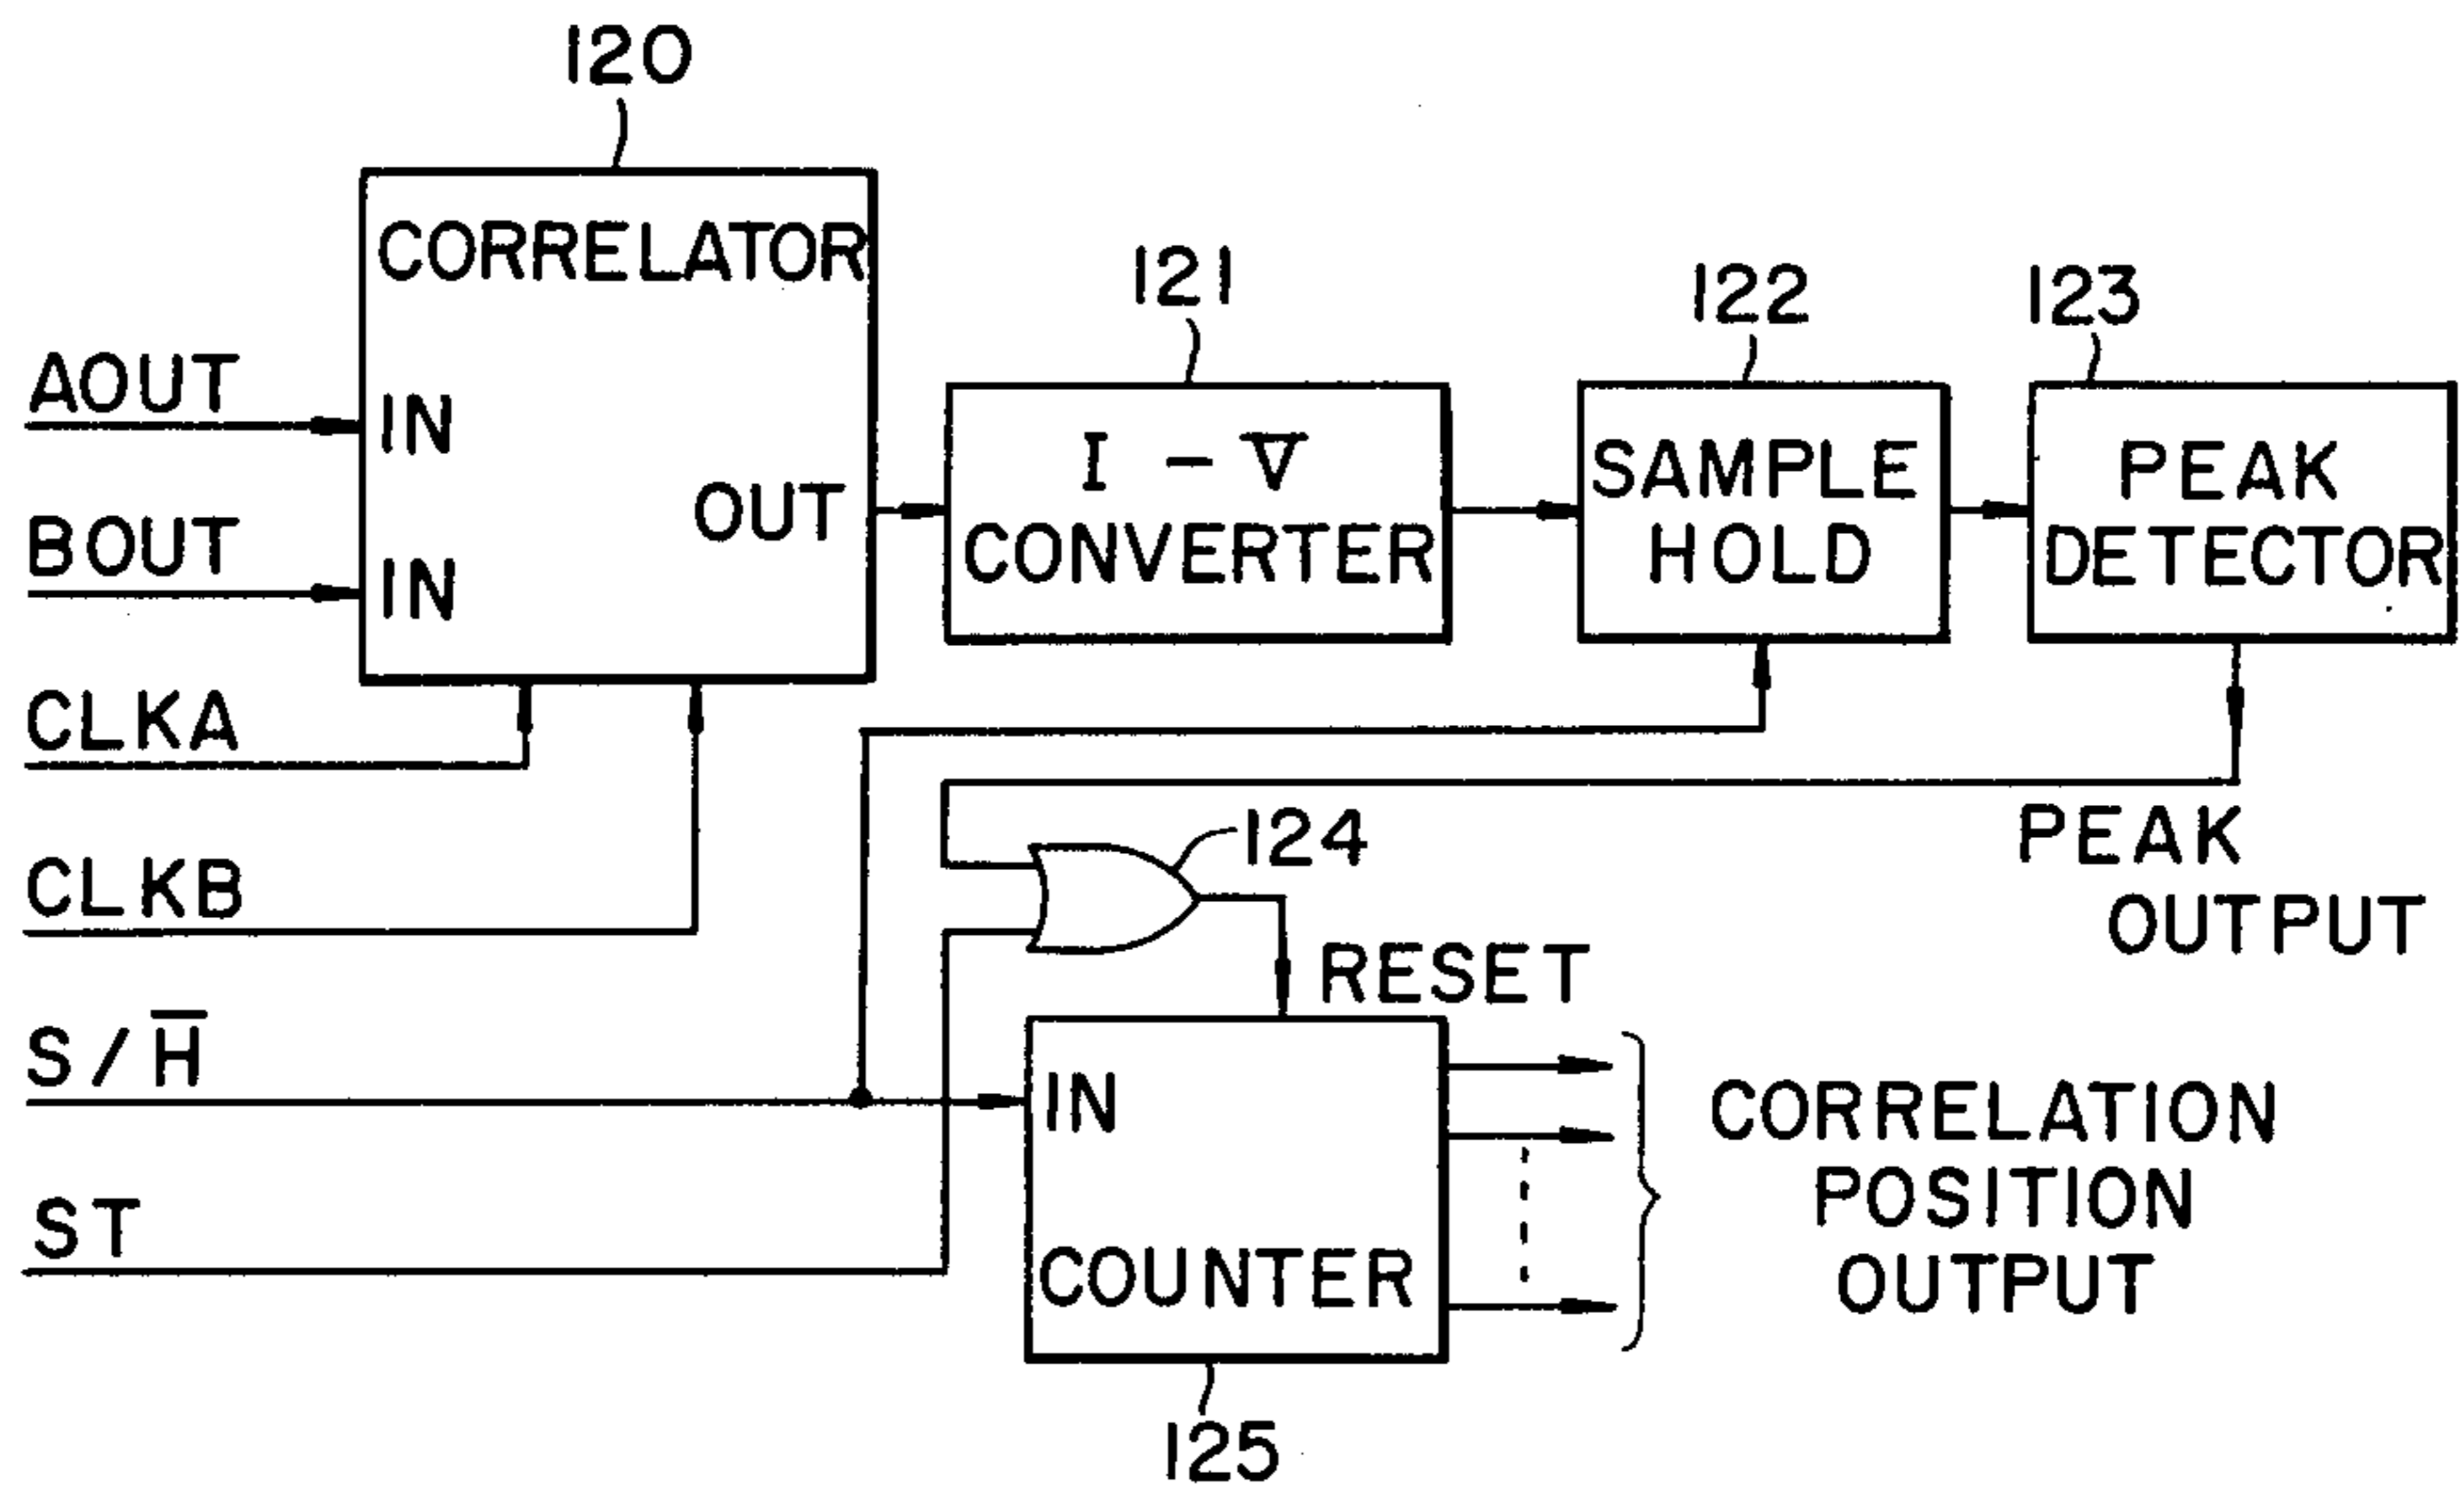 120
CORRELATOR
121
122
123
AOUT
IN
I - V
SAMPLE
PEAK
OUT
BOUT
CONVERTER
HOLD
DETECTOR
IN
CLKA
124
PEAK
CLKB
OUTPUT
RESET
S/H̅
IN
CORRELATION
POSITION
ST
COUNTER
OUTPUT
125